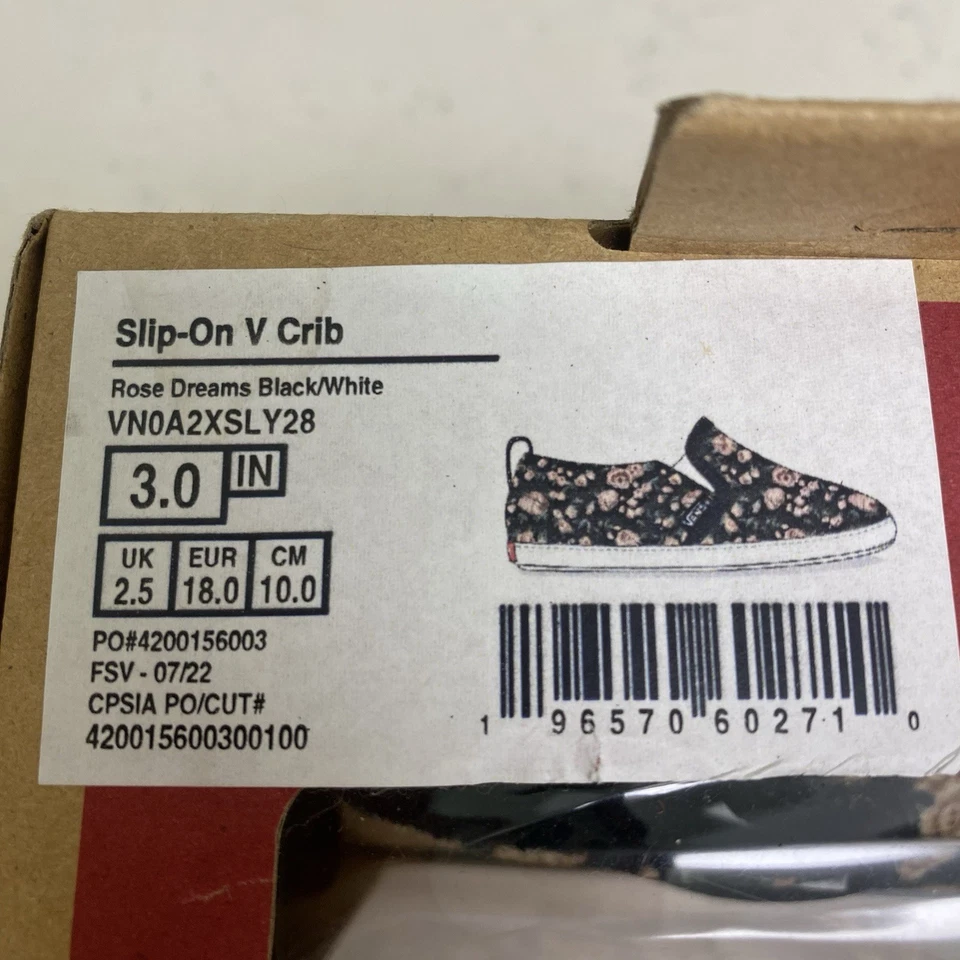 Slip-On V Crib
Rose Dreams Black/White
VN0A2XSLY28
3.0 IN
UK EUR CM
2.5 18.0 10.0
PO#4200156003
FSV - 07/22
CPSIA PO/CUT#
420015600300100
VANS
1 96570 60271 0